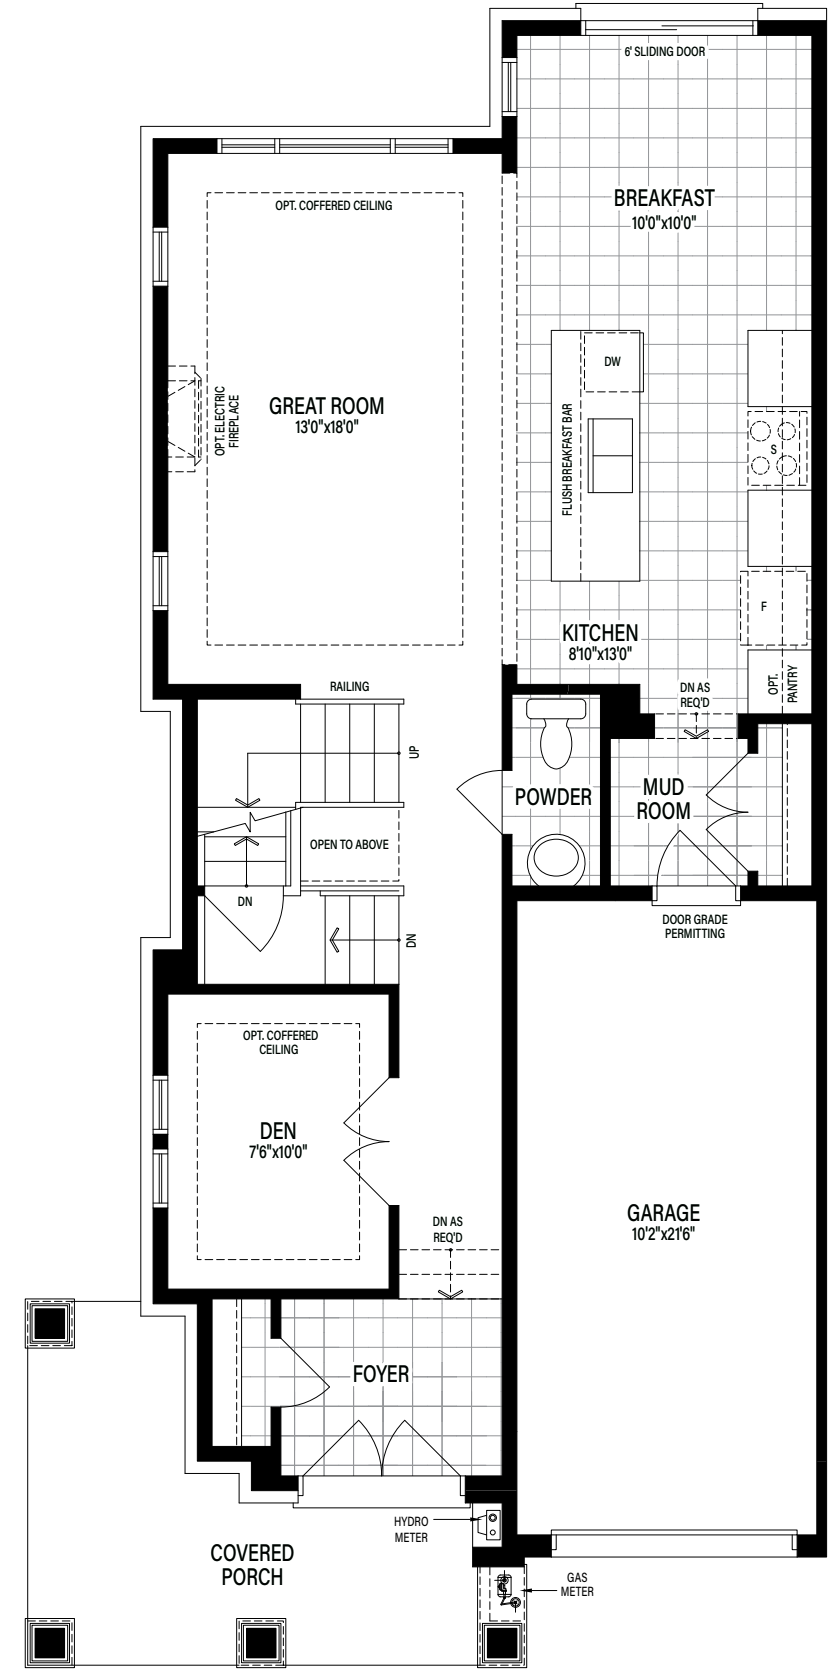 6' SLIDING DOOR
BREAKFAST
10'0"x10'0"
OPT. COFFERED CEILING
DW
OPT. ELECTRIC
FIREPLACE
GREAT ROOM
13'0"x18'0"
FLUSH BREAKFAST BAR
S
F
KITCHEN
8'10"x13'0"
OPT.
PANTRY
RAILING
DN AS
REQ'D
UP
POWDER
MUD
ROOM
OPEN TO ABOVE
DN
DN
DOOR GRADE
PERMITTING
OPT. COFFERED
CEILING
DEN
7'6"x10'0"
GARAGE
10'2"x21'6"
DN AS
REQ'D
FOYER
HYDRO
METER
COVERED
PORCH
GAS
METER